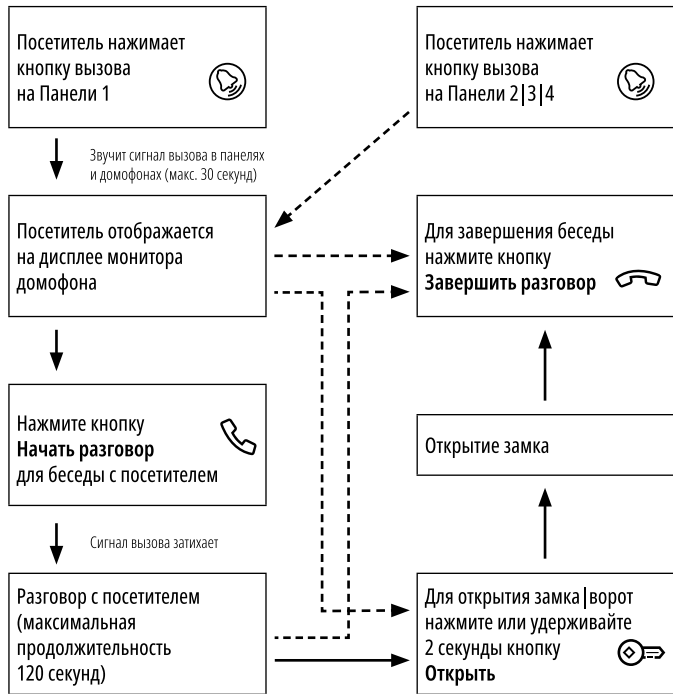 Посетитель нажимает
кнопку вызова
на Панели 1
Посетитель нажимает
кнопку вызова
на Панели 2|3|4
Звучит сигнал вызова в панелях
и домофонах (макс. 30 секунд)
Посетитель отображается
на дисплее монитора
домофона
Для завершения беседы
нажмите кнопку
Завершить разговор
Нажмите кнопку
Начать разговор
для беседы с посетителем
Открытие замка
Сигнал вызова затихает
Разговор с посетителем
(максимальная
продолжительность
120 секунд)
Для открытия замка|ворот
нажмите или удерживайте
2 секунды кнопку
Открыть